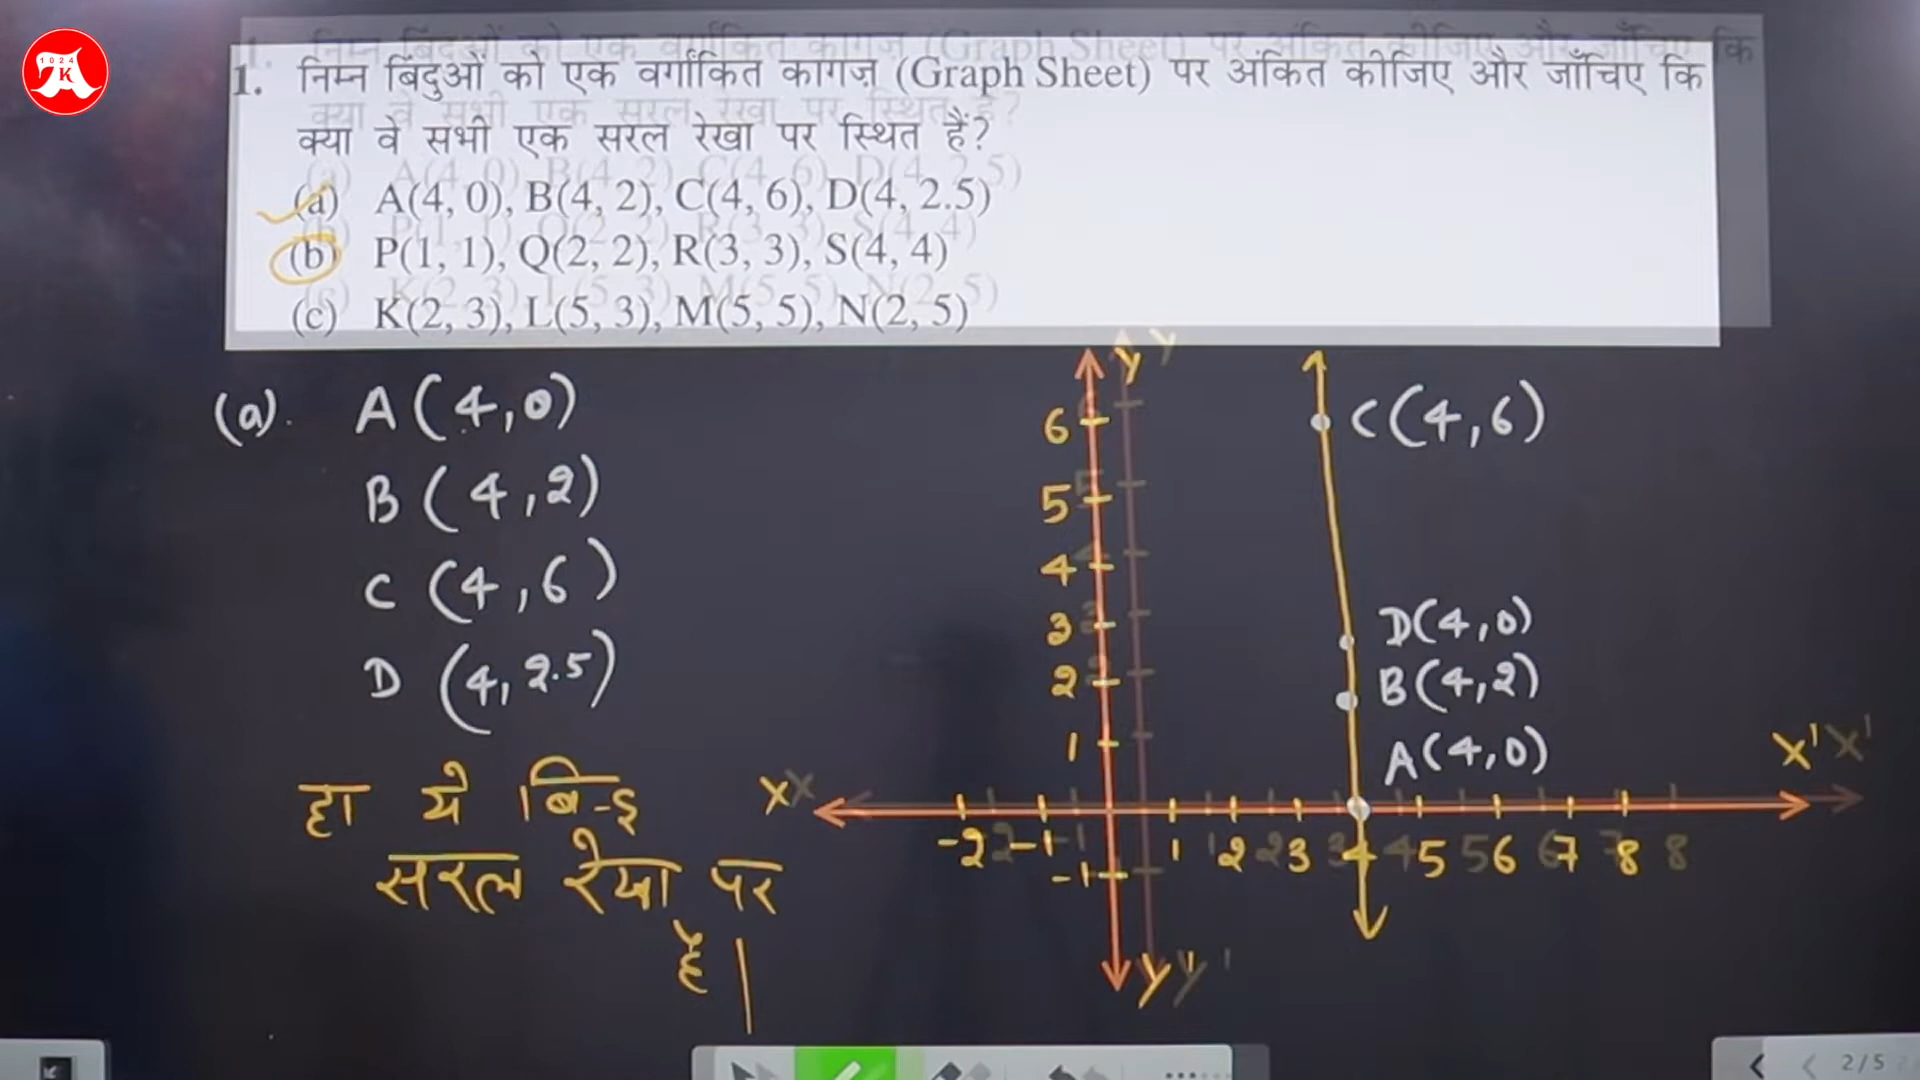 1024
K
1. निम्न बिंदुओं को एक वर्गांकित कागज़ (Graph Sheet) पर अंकित कीजिए और जाँचिए कि
क्या वे सभी एक सरल रेखा पर स्थित हैं?
(a) A(4, 0), B(4, 2), C(4, 6), D(4, 2.5)
(b) P(1, 1), Q(2, 2), R(3, 3), S(4, 4)
(c) K(2, 3), L(5, 3), M(5, 5), N(2, 5)
(a). A (4,0)
B (4,2)
C (4,6)
D (4,2.5)
हा ये
सरल रेखा पर
है|
Y
6
5
4
3
2
1
-1
Y'
X
-2 -1 1 2 3 4 5 6 7 8
X'
C(4,6)
D(4,0)
B(4,2)
A(4,0)
2/5